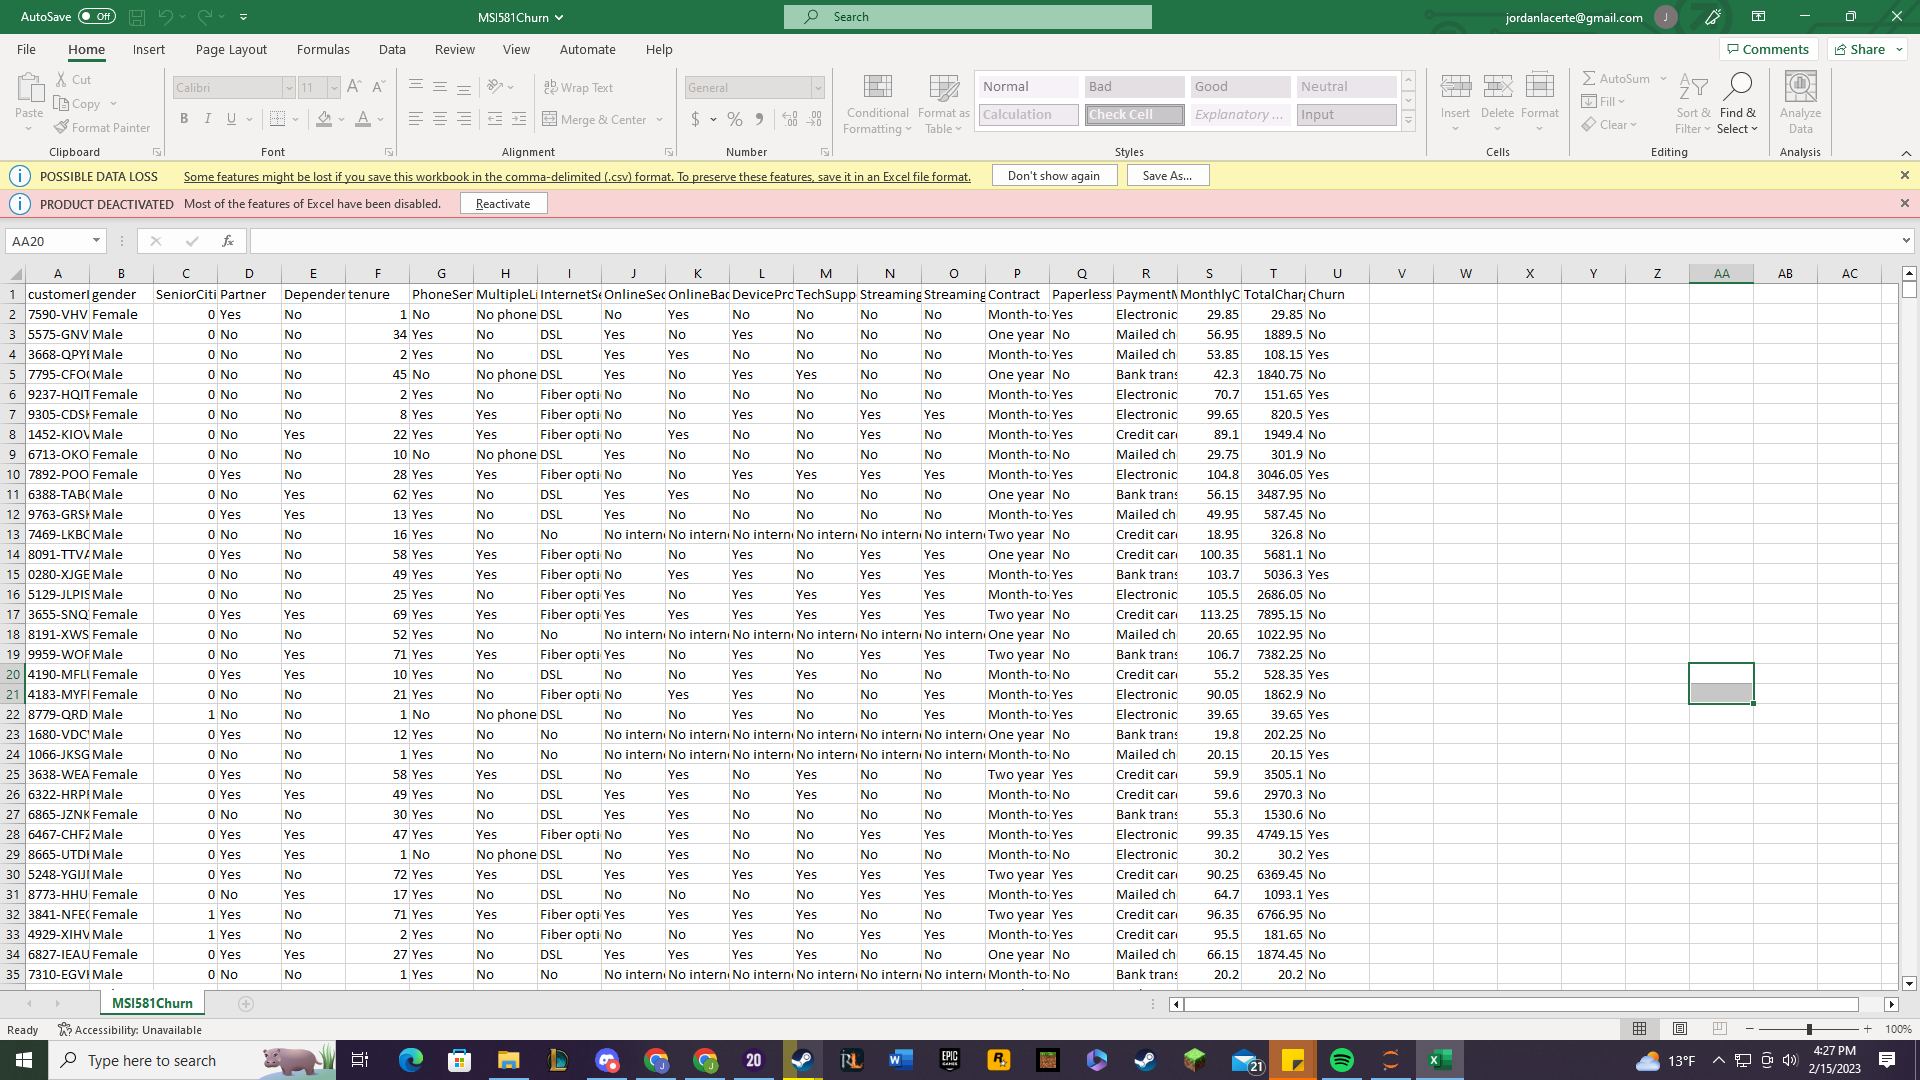 AutoSave Off MSI581Churn Search jordanlacerte@gmail.com J
File Home Insert Page Layout Formulas Data Review View Automate Help Comments Share
Paste Cut Copy Format Painter Clipboard
Calibri 11 B I U Font
Wrap Text Merge & Center Alignment
General $ % Number
Conditional Formatting Format as Table
Normal Bad Good Neutral
Calculation Check Cell Explanatory ... Input
Styles
Insert Delete Format Cells
AutoSum Fill Clear Sort & Filter Find & Select Editing
Analyze Data Analysis
POSSIBLE DATA LOSS Some features might be lost if you save this workbook in the comma-delimited (.csv) format. To preserve these features, save it in an Excel file format. Don't show again Save As...
PRODUCT DEACTIVATED Most of the features of Excel have been disabled. Reactivate
AA20 fx
A B C D E F G H I J K L M N O P Q R S T U V W X Y Z AA AB AC
1 customerI gender SeniorCiti Partner Depender tenure PhoneSer MultipleLi InternetSe OnlineSec OnlineBac DevicePro TechSupp Streaming Streaming Contract Paperless PaymentM MonthlyC TotalCharg Churn
2 7590-VHV Female 0 Yes No 1 No No phone DSL No Yes No No No No Month-to- Yes Electronic 29.85 29.85 No
3 5575-GNV Male 0 No No 34 Yes No DSL Yes No Yes No No No One year No Mailed ch 56.95 1889.5 No
4 3668-QPY Male 0 No No 2 Yes No DSL Yes Yes No No No No Month-to- Yes Mailed ch 53.85 108.15 Yes
5 7795-CFO Male 0 No No 45 No No phone DSL Yes No Yes Yes No No One year No Bank trans 42.3 1840.75 No
6 9237-HQIT Female 0 No No 2 Yes No Fiber opti No No No No No No Month-to- Yes Electronic 70.7 151.65 Yes
7 9305-CDSK Female 0 No No 8 Yes Yes Fiber opti No No Yes No Yes Yes Month-to- Yes Electronic 99.65 820.5 Yes
8 1452-KIOV Male 0 No Yes 22 Yes Yes Fiber opti No Yes No No Yes No Month-to- Yes Credit car 89.1 1949.4 No
9 6713-OKO Female 0 No No 10 No No phone DSL Yes No No No No No Month-to- No Mailed ch 29.75 301.9 No
10 7892-POO Female 0 Yes No 28 Yes Yes Fiber opti No No Yes Yes Yes Yes Month-to- Yes Electronic 104.8 3046.05 Yes
11 6388-TAB Male 0 No Yes 62 Yes No DSL Yes Yes No No No No One year No Bank trans 56.15 3487.95 No
12 9763-GRSK Male 0 Yes Yes 13 Yes No DSL Yes No No No No No Month-to- Yes Mailed ch 49.95 587.45 No
13 7469-LKBC Male 0 No No 16 Yes No No No intern No intern No intern No intern No intern No intern Two year No Credit car 18.95 326.8 No
14 8091-TTVA Male 0 Yes No 58 Yes Yes Fiber opti No No Yes No Yes Yes One year No Credit car 100.35 5681.1 No
15 0280-XJGE Male 0 No No 49 Yes Yes Fiber opti No Yes Yes No Yes Yes Month-to- Yes Bank trans 103.7 5036.3 Yes
16 5129-JLPIS Male 0 No No 25 Yes No Fiber opti Yes No Yes Yes Yes Yes Month-to- Yes Electronic 105.5 2686.05 No
17 3655-SNQ Female 0 Yes Yes 69 Yes Yes Fiber opti Yes Yes Yes Yes Yes Yes Two year No Credit car 113.25 7895.15 No
18 8191-XWS Female 0 No No 52 Yes No No No intern No intern No intern No intern No intern No intern One year No Mailed ch 20.65 1022.95 No
19 9959-WOF Male 0 No Yes 71 Yes Yes Fiber opti Yes No Yes No Yes Yes Two year No Bank trans 106.7 7382.25 No
20 4190-MFL Female 0 Yes Yes 10 Yes No DSL No No Yes Yes No No Month-to- No Credit car 55.2 528.35 Yes
21 4183-MYF Female 0 No No 21 Yes No Fiber opti No Yes Yes No No Yes Month-to- Yes Electronic 90.05 1862.9 No
22 8779-QRD Male 1 No No 1 No No phone DSL No No Yes No No Yes Month-to- Yes Electronic 39.65 39.65 Yes
23 1680-VDC Male 0 Yes No 12 Yes No No No intern No intern No intern No intern No intern No intern One year No Bank trans 19.8 202.25 No
24 1066-JKSG Male 0 No No 1 Yes No No No intern No intern No intern No intern No intern No intern Month-to- No Mailed ch 20.15 20.15 Yes
25 3638-WEA Female 0 Yes No 58 Yes Yes DSL No Yes No Yes No No Two year Yes Credit car 59.9 3505.1 No
26 6322-HRP Male 0 Yes Yes 49 Yes No DSL Yes Yes No Yes No No Month-to- No Credit car 59.6 2970.3 No
27 6865-JZNK Female 0 No No 30 Yes No DSL Yes Yes No No No No Month-to- Yes Bank trans 55.3 1530.6 No
28 6467-CHFZ Male 0 Yes Yes 47 Yes Yes Fiber opti No Yes No No Yes Yes Month-to- Yes Electronic 99.35 4749.15 Yes
29 8665-UTD Male 0 Yes Yes 1 No No phone DSL No Yes No No No No Month-to- No Electronic 30.2 30.2 Yes
30 5248-YGIJ Male 0 Yes No 72 Yes Yes DSL Yes Yes Yes Yes Yes Yes Two year Yes Credit car 90.25 6369.45 No
31 8773-HHU Female 0 No Yes 17 Yes No DSL No No No No Yes Yes Month-to- Yes Mailed ch 64.7 1093.1 Yes
32 3841-NFE Female 1 Yes No 71 Yes Yes Fiber opti Yes Yes Yes Yes No No Two year Yes Credit car 96.35 6766.95 No
33 4929-XIHV Male 1 Yes No 2 Yes No Fiber opti No No Yes No Yes Yes Month-to- Yes Credit car 95.5 181.65 No
34 6827-IEAU Female 0 Yes Yes 27 Yes No DSL Yes Yes Yes Yes No No One year No Mailed ch 66.15 1874.45 No
35 7310-EGV Male 0 No No 1 Yes No No No intern No intern No intern No intern No intern No intern Month-to- No Bank trans 20.2 20.2 No
MSI581Churn
Ready Accessibility: Unavailable 100%
Type here to search 20 21 13°F 4:27 PM
2/15/2023